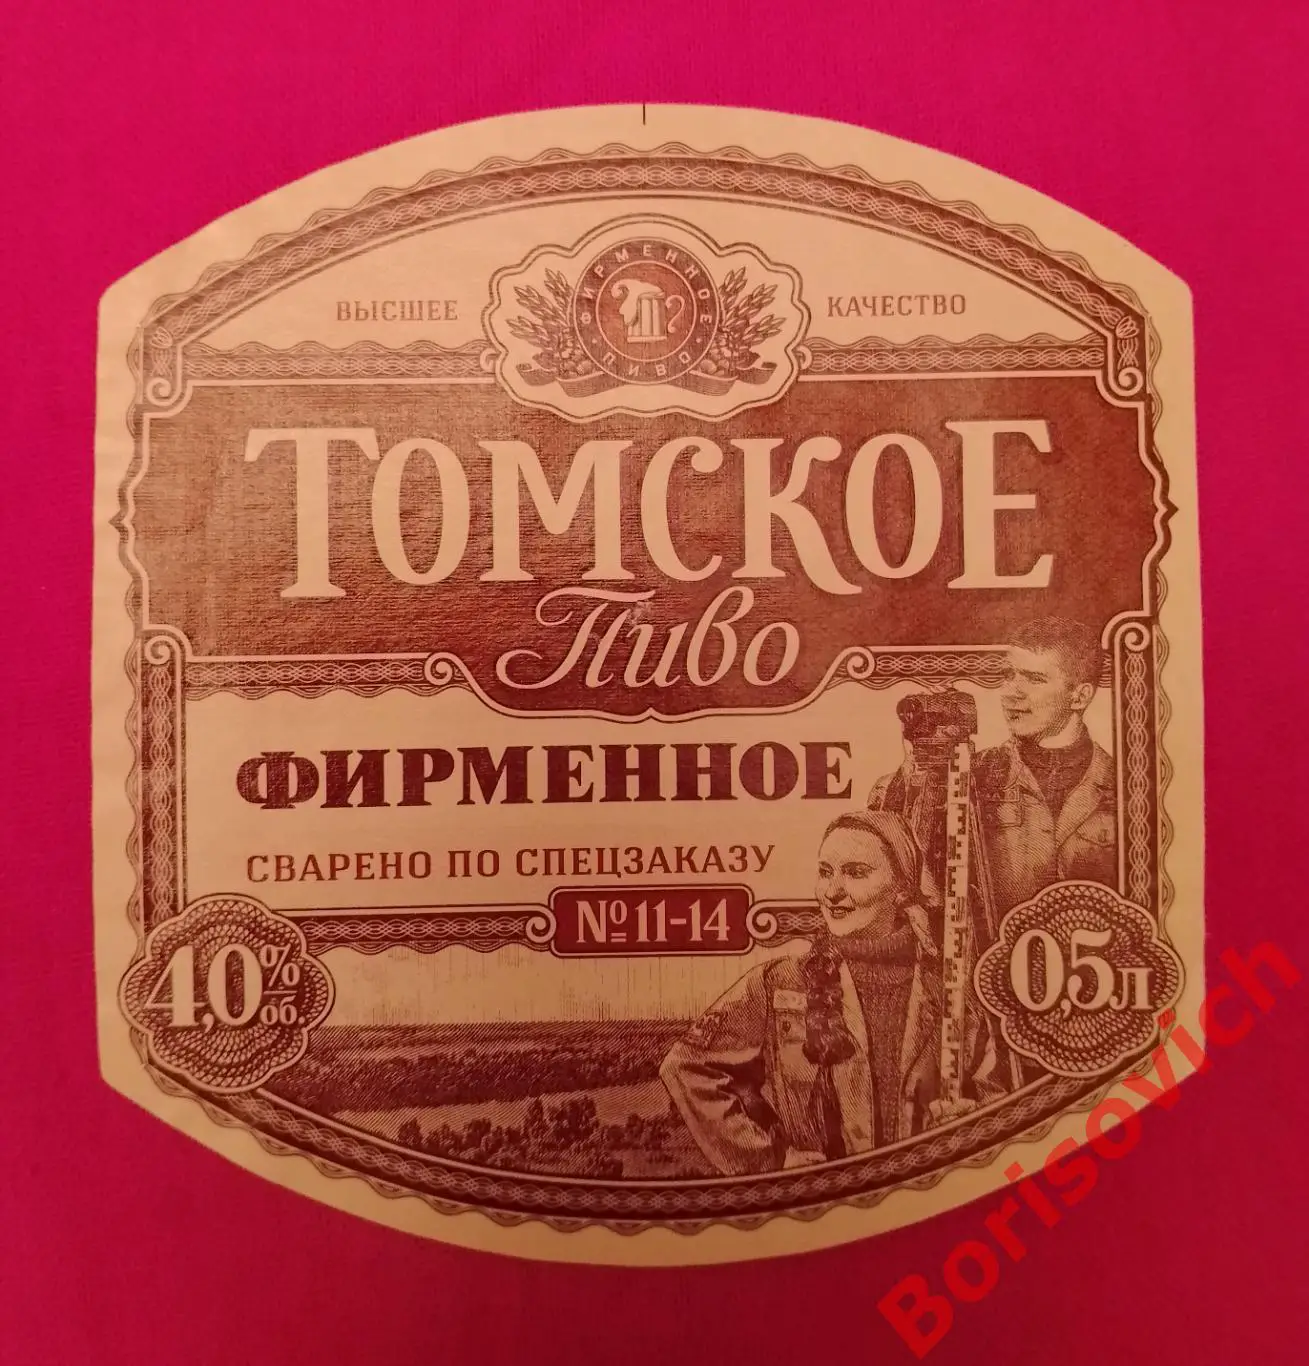 ФИРМЕННОЕ
ПИВО
ВЫСШЕЕ КАЧЕСТВО
ТОМСКОЕ
Пиво
ФИРМЕННОЕ
СВАРЕНО ПО СПЕЦЗАКАЗУ
№11-14
4,0% об.
0,5л
Borisovich